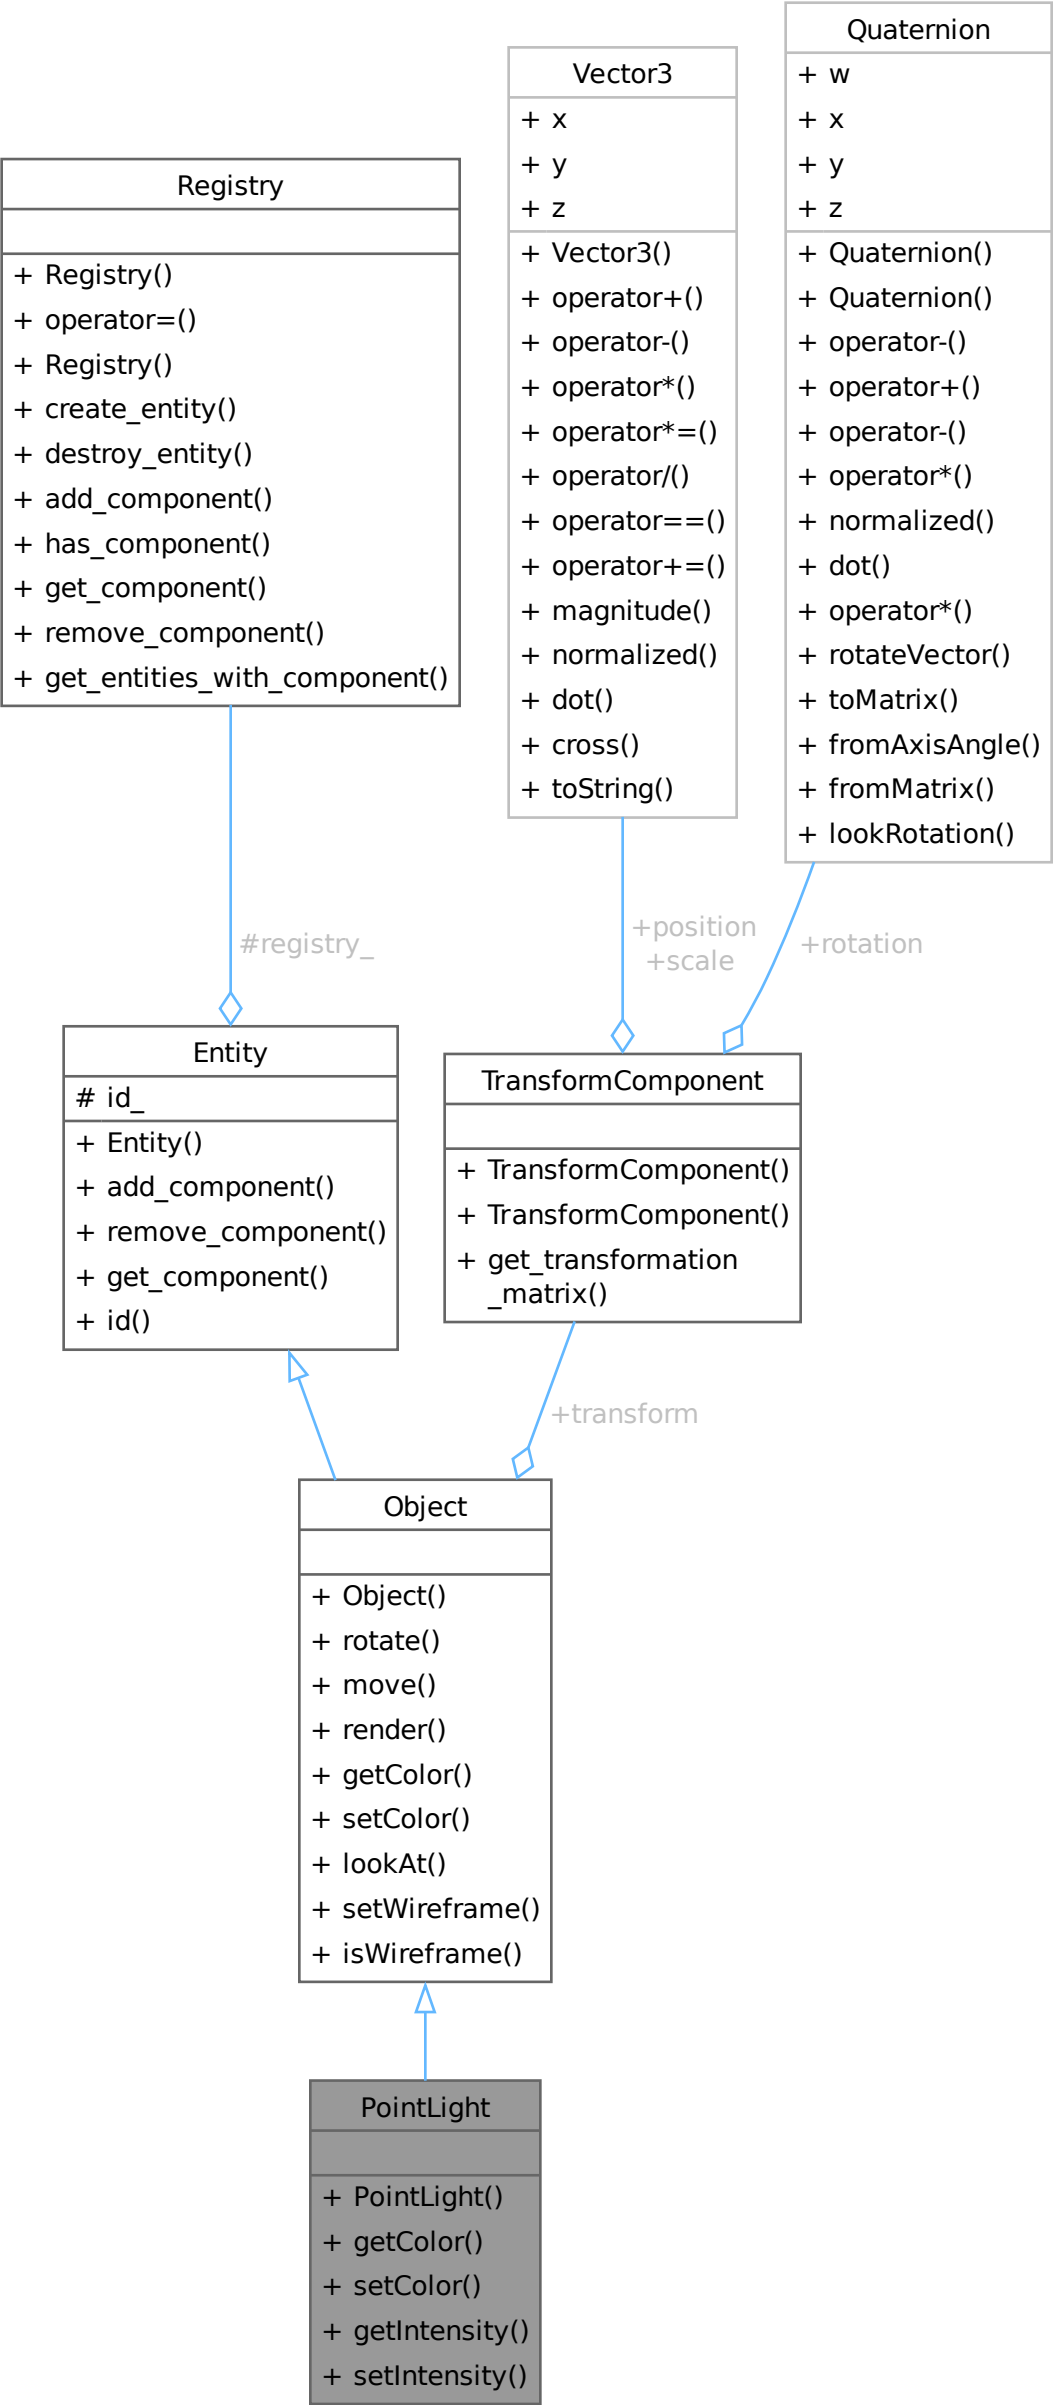 Quaternion
+ w
+ x
+ y
+ z
+ Quaternion()
+ Quaternion()
+ operator-()
+ operator+()
+ operator-()
+ operator*()
+ normalized()
+ dot()
+ operator*()
+ rotateVector()
+ toMatrix()
+ fromAxisAngle()
+ fromMatrix()
+ lookRotation()
Vector3
+ x
+ y
+ z
+ Vector3()
+ operator+()
+ operator-()
+ operator*()
+ operator*=()
+ operator/()
+ operator==()
+ operator+=()
+ magnitude()
+ normalized()
+ dot()
+ cross()
+ toString()
Registry
+ Registry()
+ operator=()
+ Registry()
+ create_entity()
+ destroy_entity()
+ add_component()
+ has_component()
+ get_component()
+ remove_component()
+ get_entities_with_component()
#registry_
+position
+scale
+rotation
Entity
# id_
+ Entity()
+ add_component()
+ remove_component()
+ get_component()
+ id()
TransformComponent
+ TransformComponent()
+ TransformComponent()
+ get_transformation
_matrix()
+transform
Object
+ Object()
+ rotate()
+ move()
+ render()
+ getColor()
+ setColor()
+ lookAt()
+ setWireframe()
+ isWireframe()
PointLight
+ PointLight()
+ getColor()
+ setColor()
+ getIntensity()
+ setIntensity()